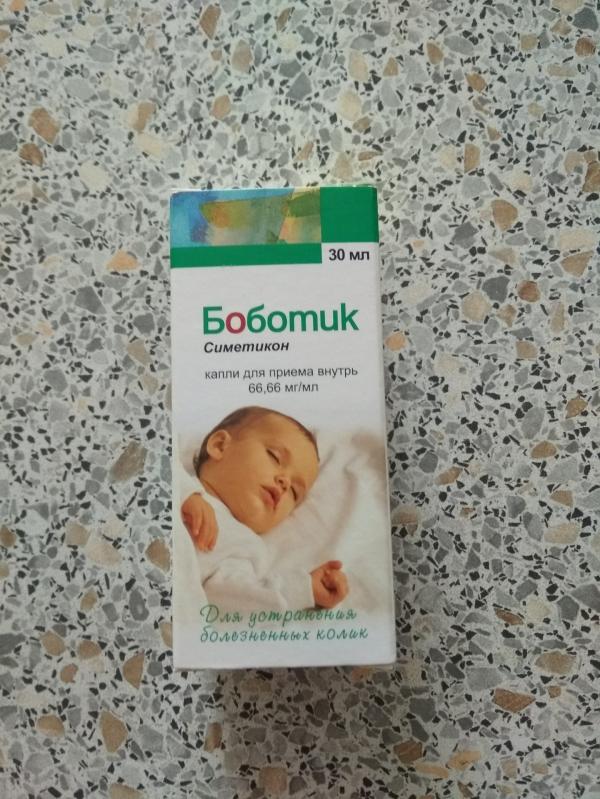 30 мл
Боботик
Симетикон
капли для приема внутрь
66,66 мг/мл
Для устранения
болезненных колик